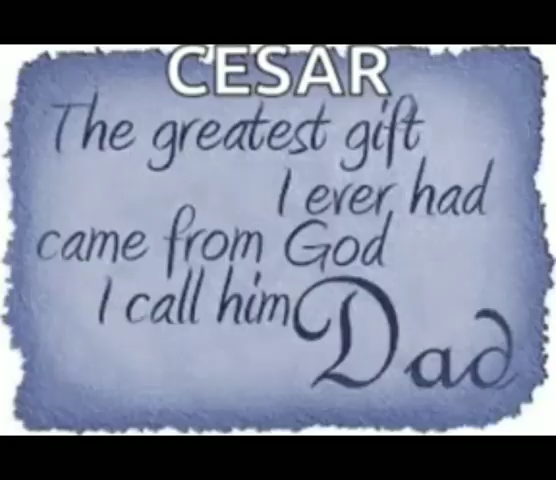 CESAR
The greatest gift
I ever had
came from God
I call him Dad